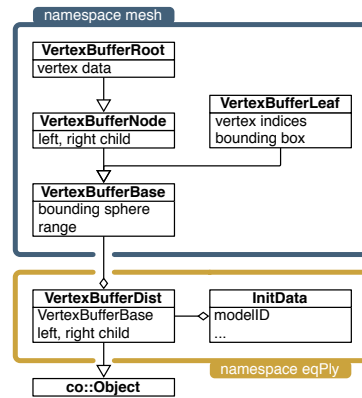 namespace mesh
VertexBufferRoot
vertex data
VertexBufferNode
left, right child
VertexBufferLeaf
vertex indices
bounding box
VertexBufferBase
bounding sphere
range
VertexBufferDist
VertexBufferBase
left, right child
InitData
modelID
...
namespace eqPly
co::Object